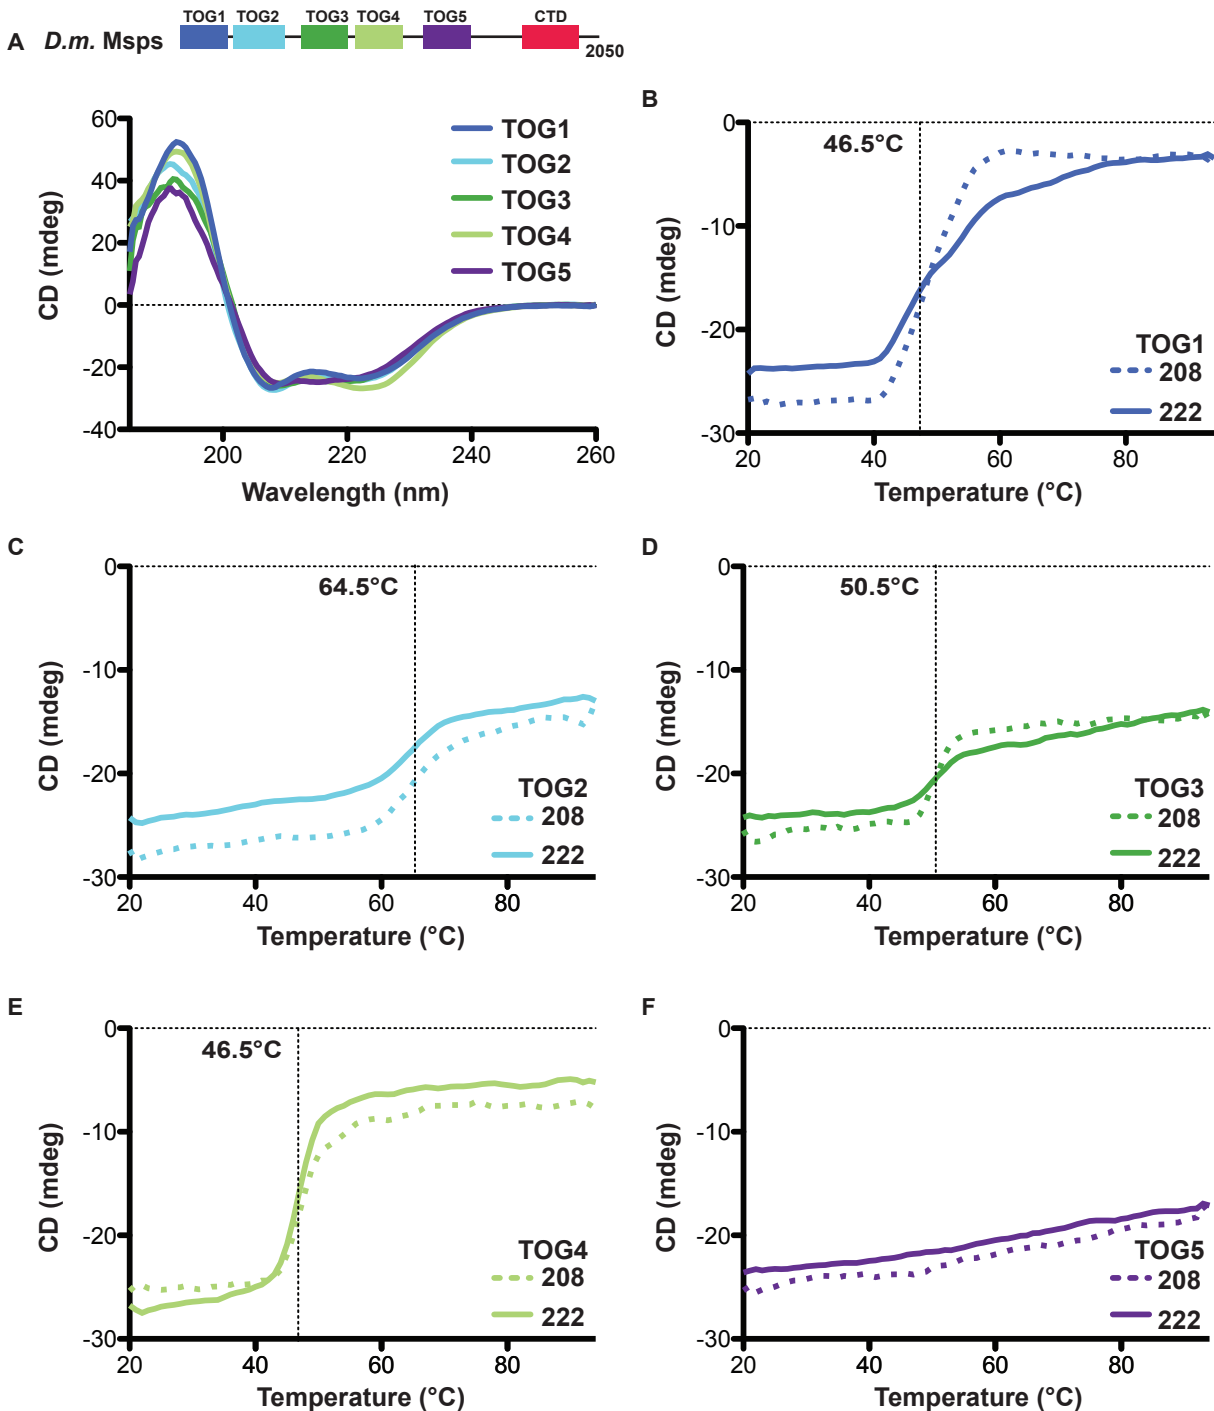 A D.m. Msps TOG1 TOG2 TOG3 TOG4 TOG5 CTD
2050
60
40
20
0
-20
-40
CD (mdeg)
TOG1
TOG2
TOG3
TOG4
TOG5
200 220 240 260
Wavelength (nm)
B
0
-10
-20
-30
CD (mdeg)
46.5°C
TOG1
208
222
20 40 60 80
Temperature (°C)
C
0
-10
-20
-30
CD (mdeg)
64.5°C
TOG2
208
222
20 40 60 80
Temperature (°C)
D
0
-10
-20
-30
CD (mdeg)
50.5°C
TOG3
208
222
20 40 60 80
Temperature (°C)
E
0
-10
-20
-30
CD (mdeg)
46.5°C
TOG4
208
222
20 40 60 80
Temperature (°C)
F
0
-10
-20
-30
CD (mdeg)
TOG5
208
222
20 40 60 80
Temperature (°C)